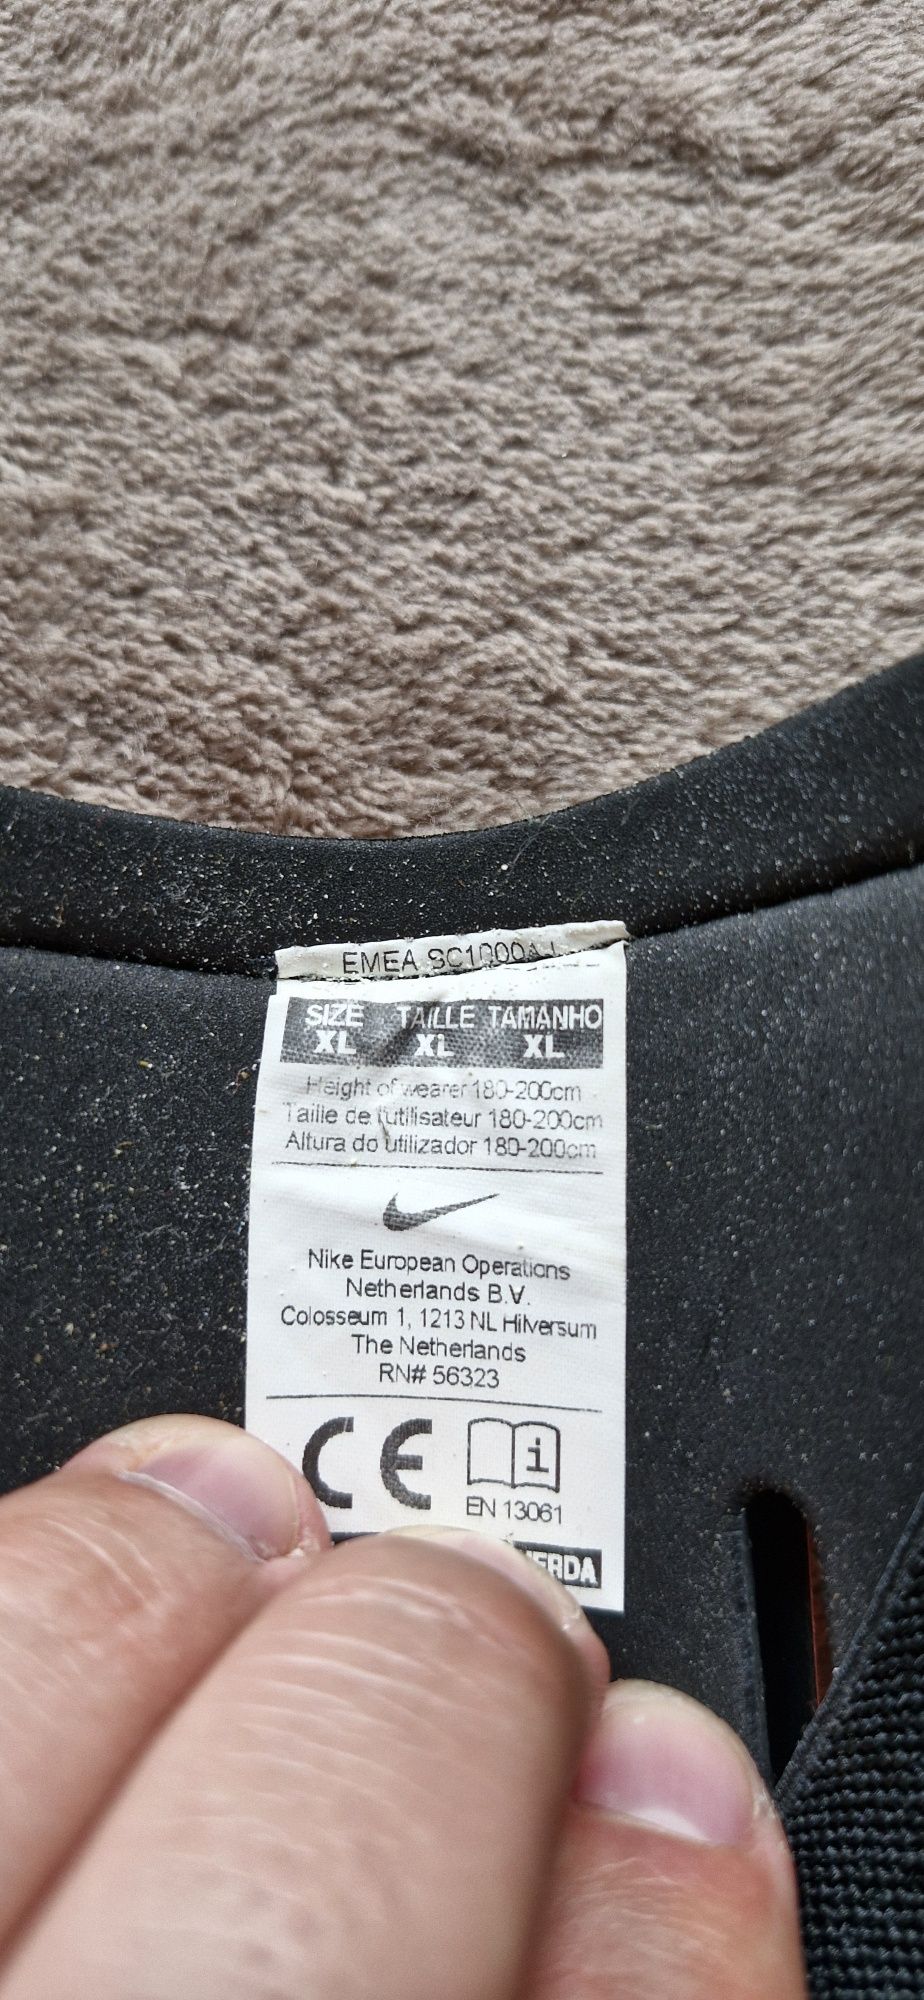 EMEA
SIZE TAILLE TAMANHO
XL XL XL
Height of wearer 180-200cm
Taille de l'utilisateur 180-200cm
Altura do utilizador 180-200cm
Nike European Operations
Netherlands B.V.
Colosseum 1, 1213 NL Hilversum
The Netherlands
RN# 56323
CE i
EN 13061